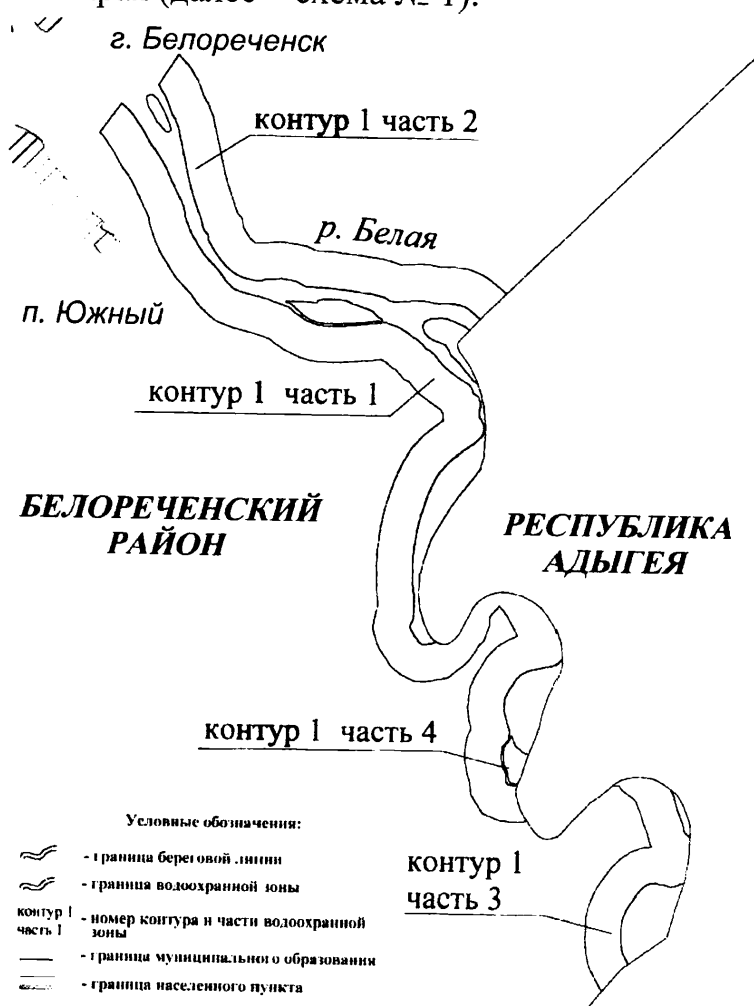 (далее – схема № 1).
г. Белореченск
контур 1 часть 2
р. Белая
п. Южный
контур 1 часть 1
БЕЛОРЕЧЕНСКИЙ
РАЙОН
РЕСПУБЛИКА
АДЫГЕЯ
контур 1 часть 4
Условные обозначения:
- граница береговой линии
- граница водоохранной зоны
контур 1
часть 1
- номер контура и части водоохранной
зоны
- граница муниципального образования
- граница населенного пункта
контур 1
часть 3